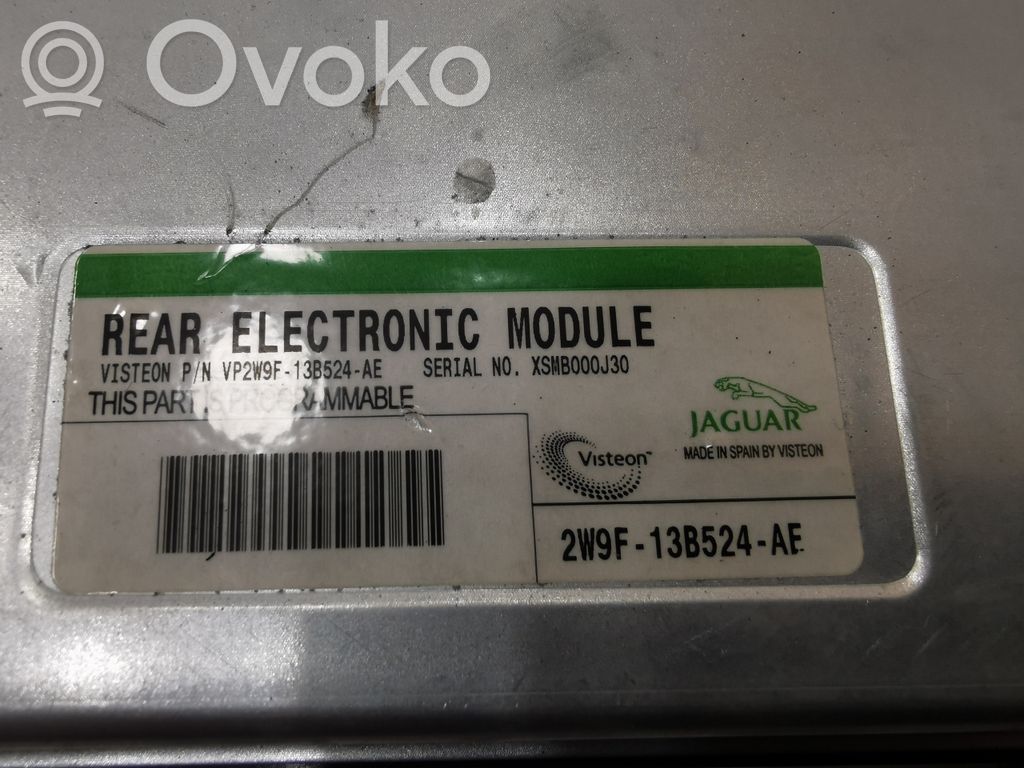 Ovoko
REAR ELECTRONIC MODULE
VISTEON P/N VP2W9F-13B524-AE SERIAL NO. XSMB000J30
THIS PART IS PROGRAMMABLE
JAGUAR
MADE IN SPAIN BY VISTEON
Visteon™
2W9F-13B524-AE